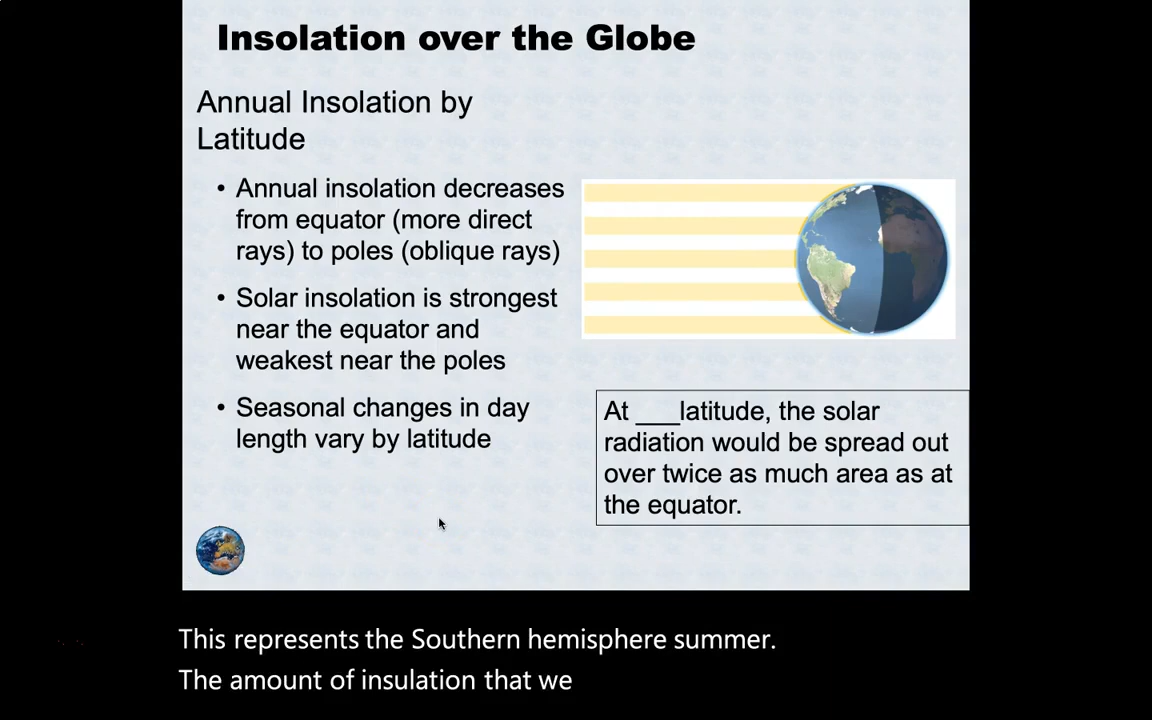 Insolation over the Globe
Annual Insolation by
Latitude
• Annual insolation decreases
from equator (more direct
rays) to poles (oblique rays)
• Solar insolation is strongest
near the equator and
weakest near the poles
• Seasonal changes in day
length vary by latitude
At ___latitude, the solar
radiation would be spread out
over twice as much area as at
the equator.
This represents the Southern hemisphere summer.
The amount of insulation that we